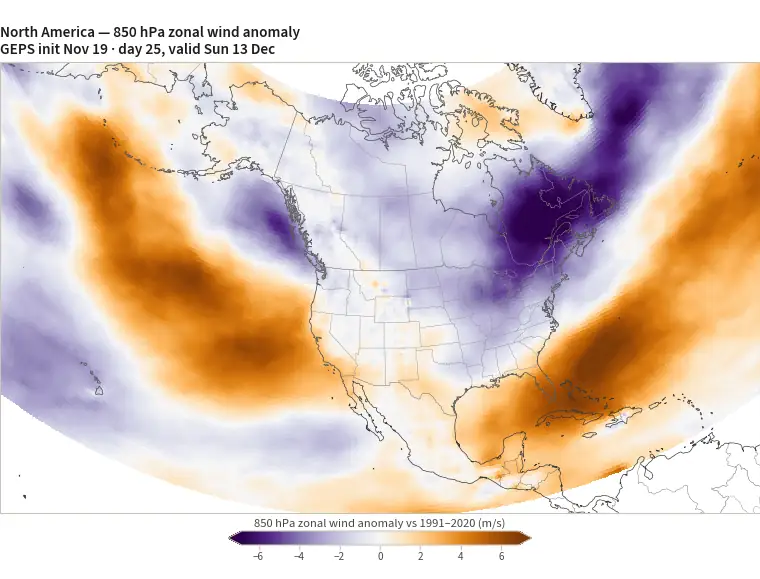 North America — 850 hPa zonal wind anomaly
GEPS init Nov 19 · day 25, valid Sun 13 Dec
850 hPa zonal wind anomaly vs 1991–2020 (m/s)
−6 −4 −2 0 2 4 6